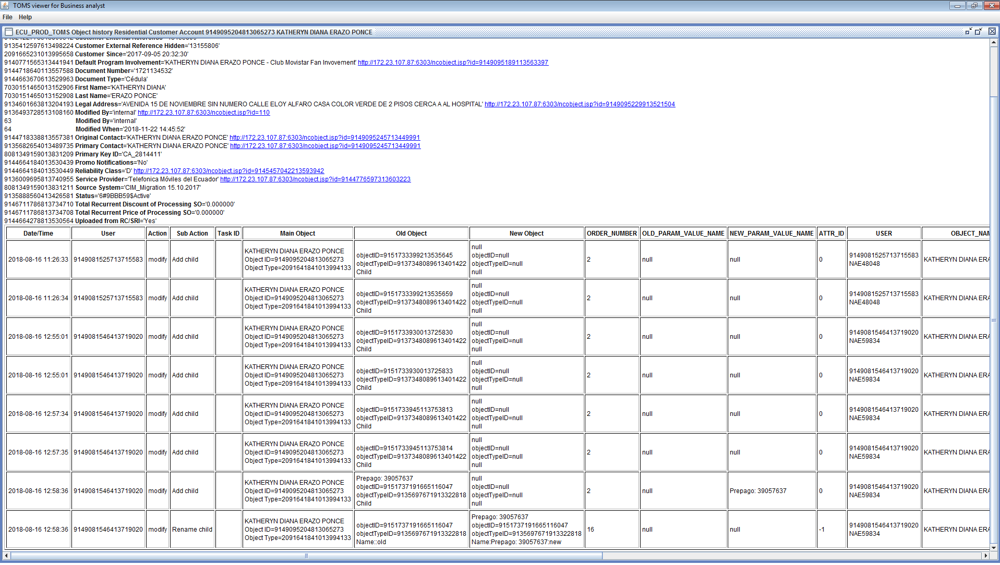 TOMS viewer for Business analyst
File Help
ECU_PROD_TOMS Object history Residential Customer Account 9149095204813065273 KATHERYN DIANA ERAZO PONCE
9135412597613498224 Customer External Reference Hidden='13155806'
2091665231013995658 Customer Since='2017-09-05 20:32:30'
9140771565313441941 Default Program Involvement='KATHERYN DIANA ERAZO PONCE - Club Movistar Fan Invovement' http://172.23.107.87:6303/ncobject.jsp?id=9149095189113563397
9144718640113557588 Document Number='1721134532'
9144663670613529963 Document Type='Cédula'
7030151465013152906 First Name='KATHERYN DIANA'
7030151465013152908 Last Name='ERAZO PONCE'
9134601663813204193 Legal Address='AVENIDA 15 DE NOVIEMBRE SIN NUMERO CALLE ELOY ALFARO CASA COLOR VERDE DE 2 PISOS CERCA A AL HOSPITAL' http://172.23.107.87:6303/ncobject.jsp?id=9149095229913521504
9136493728513108160 Modified By='internal' http://172.23.107.87:6303/ncobject.jsp?id=110
63 Modified By='internal'
64 Modified When='2018-11-22 14:45:52'
9144718338813557381 Original Contact='KATHERYN DIANA ERAZO PONCE' http://172.23.107.87:6303/ncobject.jsp?id=9149095245713449991
9135682654013489735 Primary Contact='KATHERYN DIANA ERAZO PONCE' http://172.23.107.87:6303/ncobject.jsp?id=9149095245713449991
8081349159013831209 Primary Key ID='CA_2814411'
9144664184013530439 Promo Notifications='No'
9144664184013530449 Reliability Class='D' http://172.23.107.87:6303/ncobject.jsp?id=9145457042213593942
9136009695813740955 Service Provider='Telefonica Móviles del Ecuador' http://172.23.107.87:6303/ncobject.jsp?id=9144776597313603223
8081349159013831211 Source System='CIM_Migration 15.10.2017'
9135888560413426581 Status='6#9BBB59$Active'
9146711786813734710 Total Recurrent Discount of Processing SO='0.000000'
9146711786813734708 Total Recurrent Price of Processing SO='0.000000'
9144664278813530564 Uploaded from RC/SRI='Yes'
Date/Time User Action Sub Action Task ID Main Object Old Object New Object ORDER_NUMBER OLD_PARAM_VALUE_NAME NEW_PARAM_VALUE_NAME ATTR_ID USER OBJECT_NAM
2018-08-16 11:26:33 9149081525713715583 modify Add child
KATHERYN DIANA ERAZO PONCE
Object ID=9149095204813065273
Object Type=2091641841013994133
objectID=9151733399213535645
objectTypeID=9137348089613401422
Child
null
objectID=null
objectTypeID=null
null
2 null null 0
9149081525713715583
NAE48048
KATHERYN DIANA ERA
2018-08-16 11:26:34 9149081525713715583 modify Add child
KATHERYN DIANA ERAZO PONCE
Object ID=9149095204813065273
Object Type=2091641841013994133
objectID=9151733399213535659
objectTypeID=9137348089613401422
Child
null
objectID=null
objectTypeID=null
null
2 null null 0
9149081525713715583
NAE48048
KATHERYN DIANA ERA
2018-08-16 12:55:01 9149081546413719020 modify Add child
KATHERYN DIANA ERAZO PONCE
Object ID=9149095204813065273
Object Type=2091641841013994133
objectID=9151733930013725830
objectTypeID=9137348089613401422
Child
null
objectID=null
objectTypeID=null
null
2 null null 0
9149081546413719020
NAE59834
KATHERYN DIANA ERA
2018-08-16 12:55:01 9149081546413719020 modify Add child
KATHERYN DIANA ERAZO PONCE
Object ID=9149095204813065273
Object Type=2091641841013994133
objectID=9151733930013725833
objectTypeID=9137348089613401422
Child
null
objectID=null
objectTypeID=null
null
2 null null 0
9149081546413719020
NAE59834
KATHERYN DIANA ERA
2018-08-16 12:57:34 9149081546413719020 modify Add child
KATHERYN DIANA ERAZO PONCE
Object ID=9149095204813065273
Object Type=2091641841013994133
objectID=9151733945113753813
objectTypeID=9137348089613401422
Child
null
objectID=null
objectTypeID=null
null
2 null null 0
9149081546413719020
NAE59834
KATHERYN DIANA ERA
2018-08-16 12:57:35 9149081546413719020 modify Add child
KATHERYN DIANA ERAZO PONCE
Object ID=9149095204813065273
Object Type=2091641841013994133
objectID=9151733945113753814
objectTypeID=9137348089613401422
Child
null
objectID=null
objectTypeID=null
null
2 null null 0
9149081546413719020
NAE59834
KATHERYN DIANA ERA
2018-08-16 12:58:36 9149081546413719020 modify Add child
KATHERYN DIANA ERAZO PONCE
Object ID=9149095204813065273
Object Type=2091641841013994133
Prepago: 39057637
objectID=9151737191665116047
objectTypeID=9135697671913322818
Child
null
objectID=null
objectTypeID=null
null
2 null Prepago: 39057637 0
9149081546413719020
NAE59834
KATHERYN DIANA ERA
2018-08-16 12:58:36 9149081546413719020 modify Rename child
KATHERYN DIANA ERAZO PONCE
Object ID=9149095204813065273
Object Type=2091641841013994133
objectID=9151737191665116047
objectTypeID=9135697671913322818
Name::old
Prepago: 39057637
objectID=9151737191665116047
objectTypeID=9135697671913322818
Name:Prepago: 39057637:new
16 null null -1
9149081546413719020
NAE59834
KATHERYN DIANA ERA